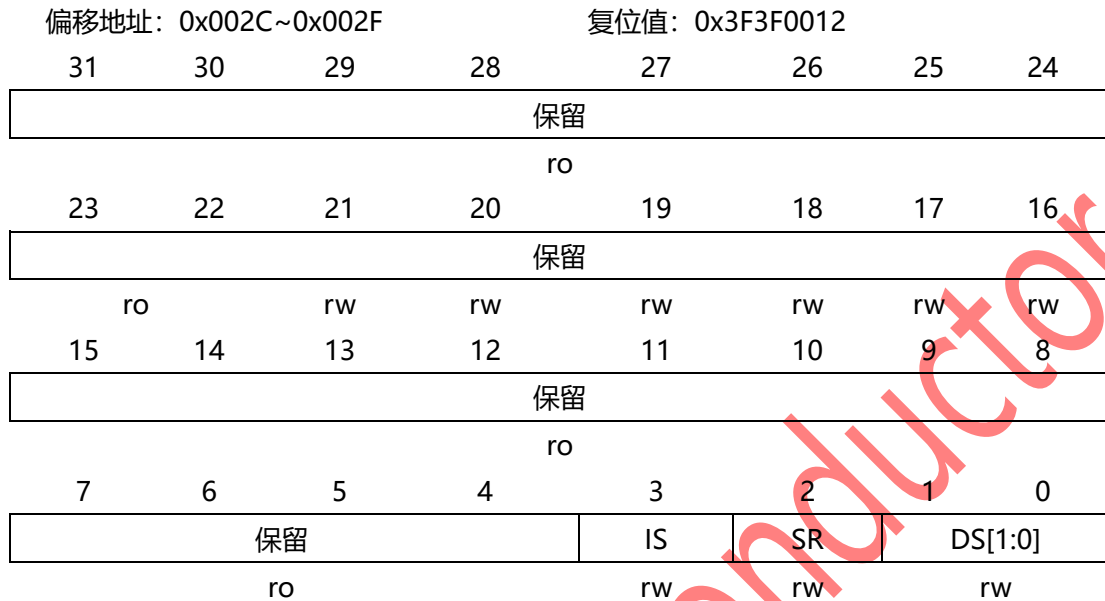 偏移地址：0x002C~0x002F 复位值：0x3F3F0012
31 30 29 28 27 26 25 24
保留
ro
23 22 21 20 19 18 17 16
保留
ro rw rw rw rw rw rw
15 14 13 12 11 10 9 8
保留
ro
7 6 5 4 3 2 1 0
保留 IS SR DS[1:0]
ro rw rw rw
nductor